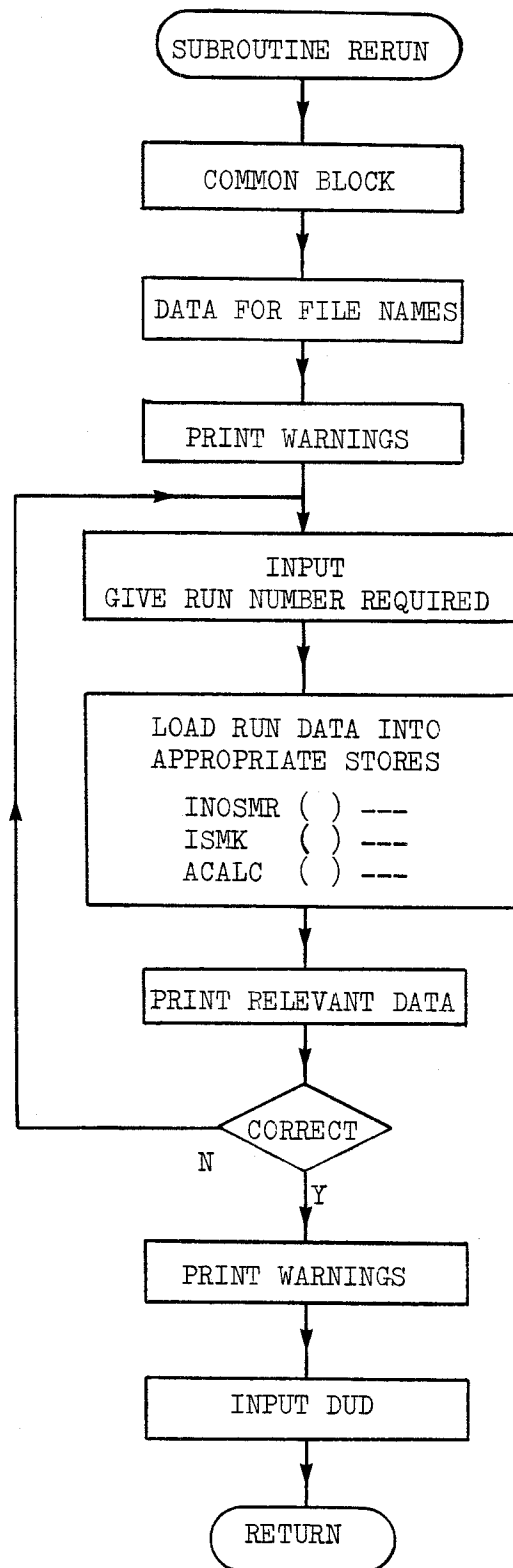 SUBROUTINE RERUN
COMMON BLOCK
DATA FOR FILE NAMES
PRINT WARNINGS
INPUT
GIVE RUN NUMBER REQUIRED
LOAD RUN DATA INTO
APPROPRIATE STORES
INOSMR ( ) ---
ISMK ( ) ---
ACALC ( ) ---
PRINT RELEVANT DATA
CORRECT
N
Y
PRINT WARNINGS
INPUT DUD
RETURN